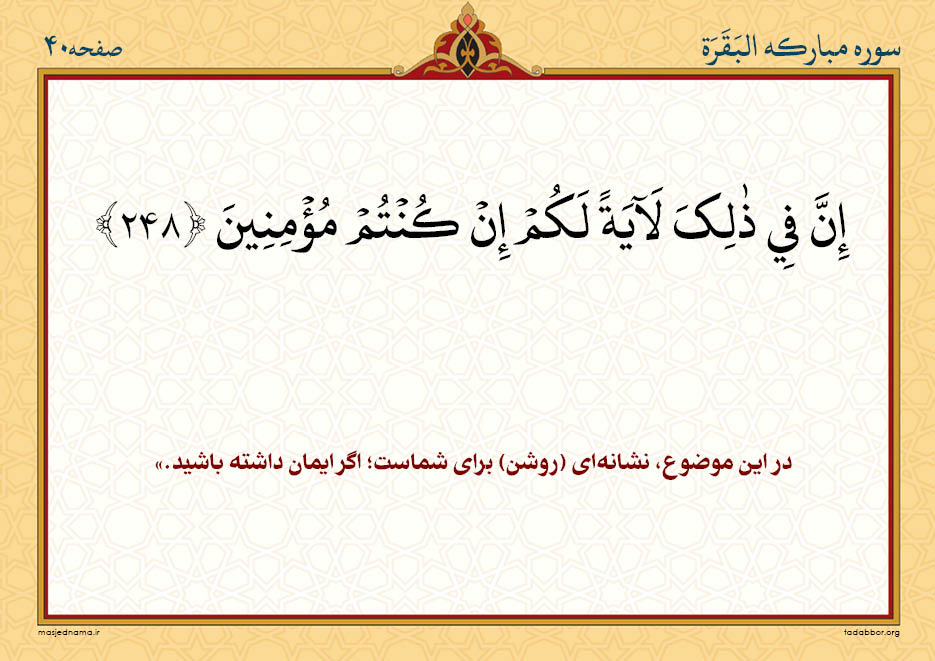 سوره مبارکه البَقَرَة
صفحه۴۰
إِنَّ فِي ذَٰلِكَ لَآيَةً لَكُمْ إِنْ كُنْتُمْ مُؤْمِنِينَ ﴿۲۴۸﴾
در این موضوع، نشانه‌ای (روشن) برای شماست؛ اگر ایمان داشته باشید.»
masjednama.ir
tadabbor.org